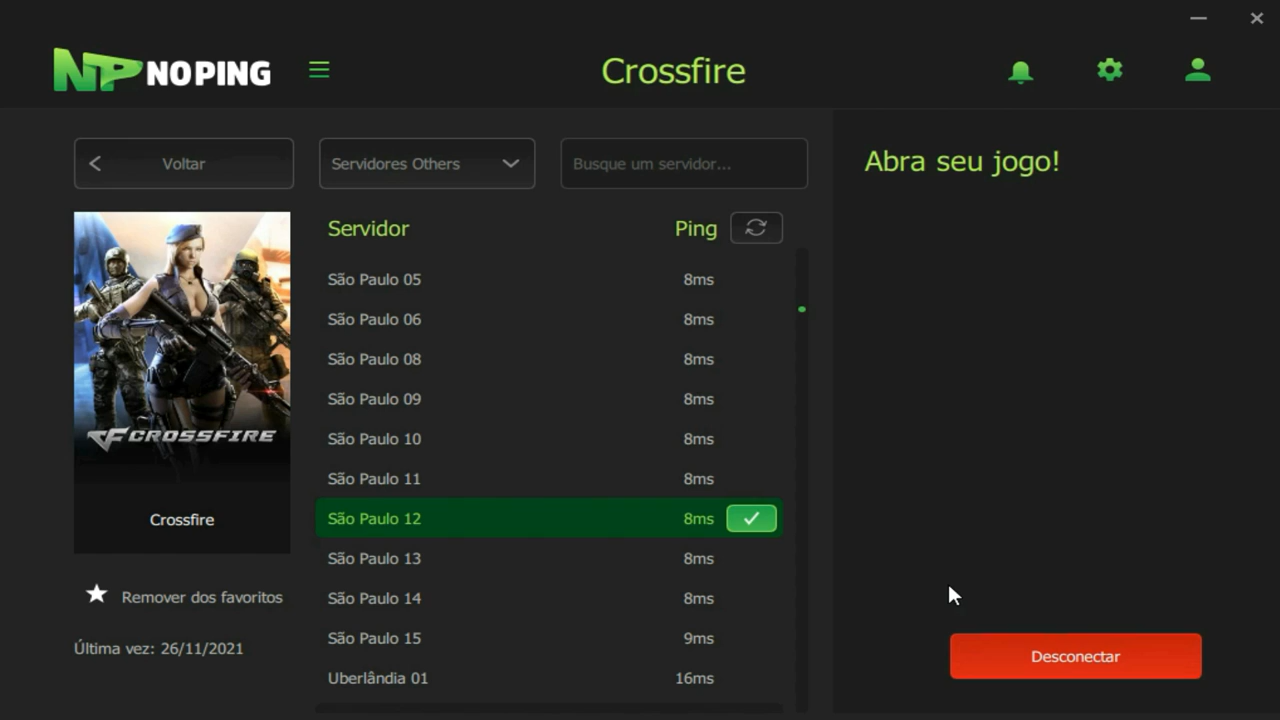 NP NOPING
Crossfire
Voltar
Servidores Others
Busque um servidor...
Abra seu jogo!
Servidor Ping
São Paulo 05 8ms
São Paulo 06 8ms
São Paulo 08 8ms
São Paulo 09 8ms
São Paulo 10 8ms
São Paulo 11 8ms
São Paulo 12 8ms
São Paulo 13 8ms
São Paulo 14 8ms
São Paulo 15 9ms
Uberlândia 01 16ms
CF CROSSFIRE
Crossfire
Remover dos favoritos
Última vez: 26/11/2021
Desconectar